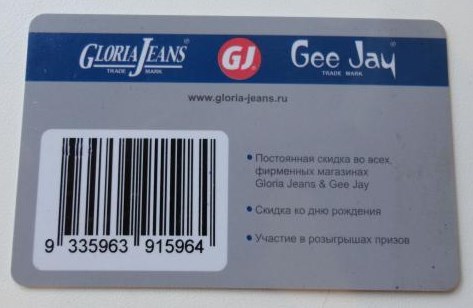 GLORIA JEANS®
TRADE MARK
GJ
Gee Jay®
TRADE MARK
www.gloria-jeans.ru
• Постоянная скидка во всех
фирменных магазинах
Gloria Jeans & Gee Jay
• Скидка ко дню рождения
• Участие в розыгрышах призов
9 335963 915964